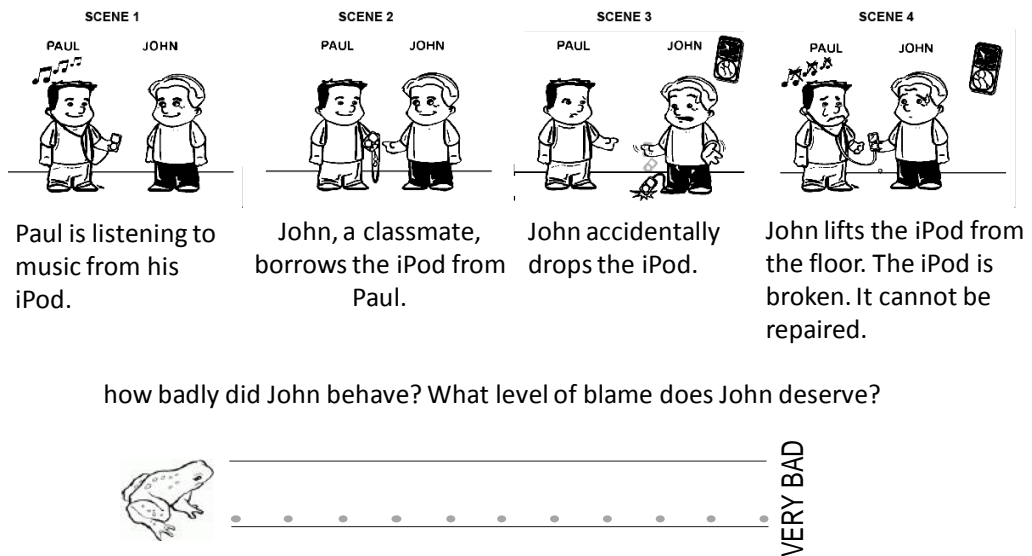 SCENE 1
PAUL JOHN
Paul is listening to
music from his
iPod.
SCENE 2
PAUL JOHN
John, a classmate,
borrows the iPod from
Paul.
SCENE 3
PAUL JOHN
John accidentally
drops the iPod.
SCENE 4
PAUL JOHN
John lifts the iPod from
the floor. The iPod is
broken. It cannot be
repaired.
how badly did John behave? What level of blame does John deserve?
VERY BAD